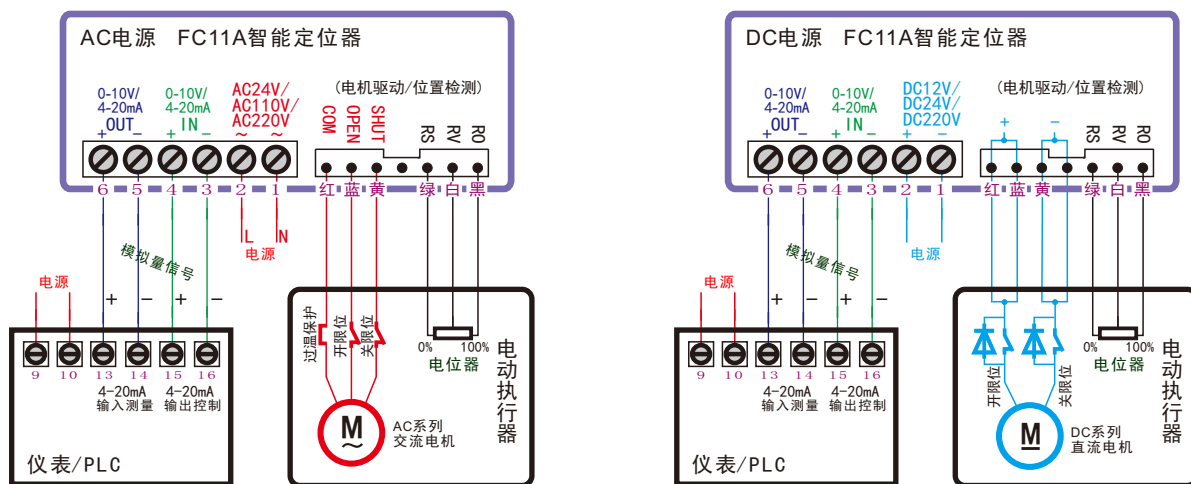 AC电源 FC11A智能定位器
0-10V/
4-20mA
OUT
+ −
0-10V/
4-20mA
IN
+ −
AC24V/
AC110V/
AC220V
~ ~
(电机驱动/位置检测)
COM
OPEN
SHUT
RS
RV
RO
6 5 4 3 2 1 红 蓝 黄 绿 白 黑
L N
电源
模拟量信号
电源
+ − + −
9 10 13 14 15 16
4-20mA 4-20mA
输入测量 输出控制
仪表/PLC
过温保护
开限位
关限位
0% 100%
电位器
电动执行器
M
~
AC系列
交流电机
DC电源 FC11A智能定位器
0-10V/
4-20mA
OUT
+ −
0-10V/
4-20mA
IN
+ −
DC12V/
DC24V/
DC220V
+ −
(电机驱动/位置检测)
+ −
RS
RV
RO
6 5 4 3 2 1 红 蓝 黄 黑 绿 白 黑
电源
模拟量信号
电源
+ − + −
9 10 13 14 15 16
4-20mA 4-20mA
输入测量 输出控制
仪表/PLC
开限位
关限位
0% 100%
电位器
电动执行器
M
DC系列
直流电机